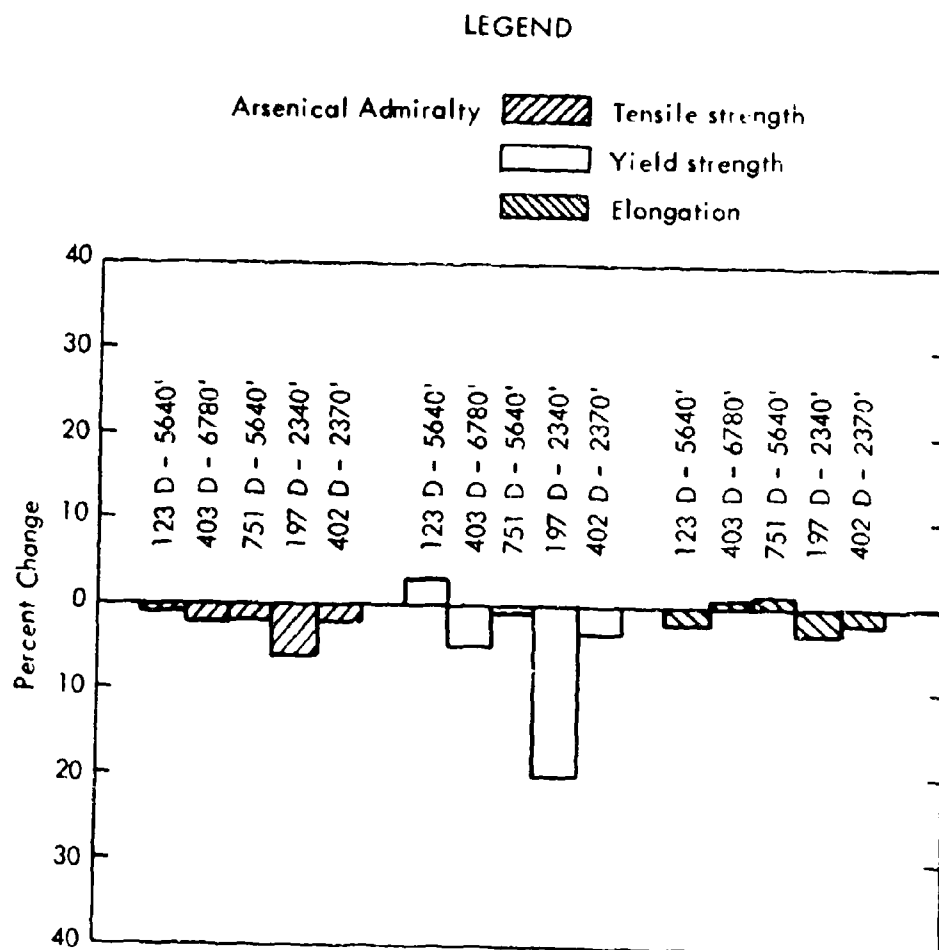 LEGEND
Arsenical Admiralty Tensile strength
Yield strength
Elongation
40
30
20
10
0
10
20
30
40
Percent Change
123 D - 5640'
403 D - 6780'
751 D - 5640'
197 D - 2340'
402 D - 2370'
123 D - 5640'
403 D - 6780'
751 D - 5640'
197 D - 2340'
402 D - 2370'
123 D - 5640'
403 D - 6780'
751 D - 5640'
197 D - 2340'
402 D - 2370'